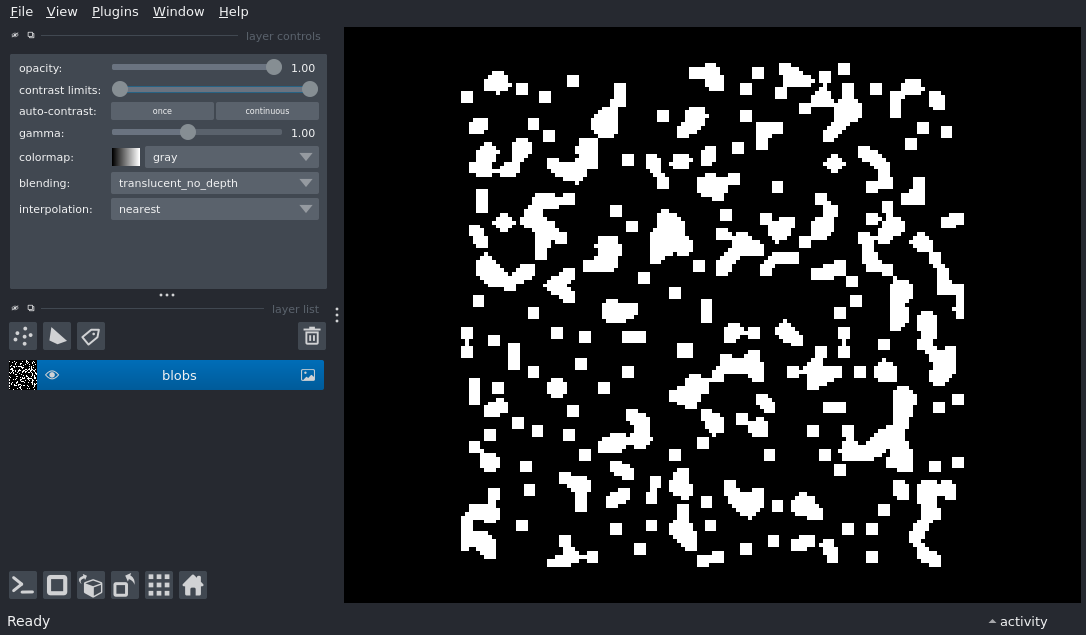 File View Plugins Window Help
layer controls
opacity: 1.00
contrast limits:
auto-contrast: once continuous
gamma: 1.00
colormap: gray
blending: translucent_no_depth
interpolation: nearest
layer list
blobs
Ready
activity